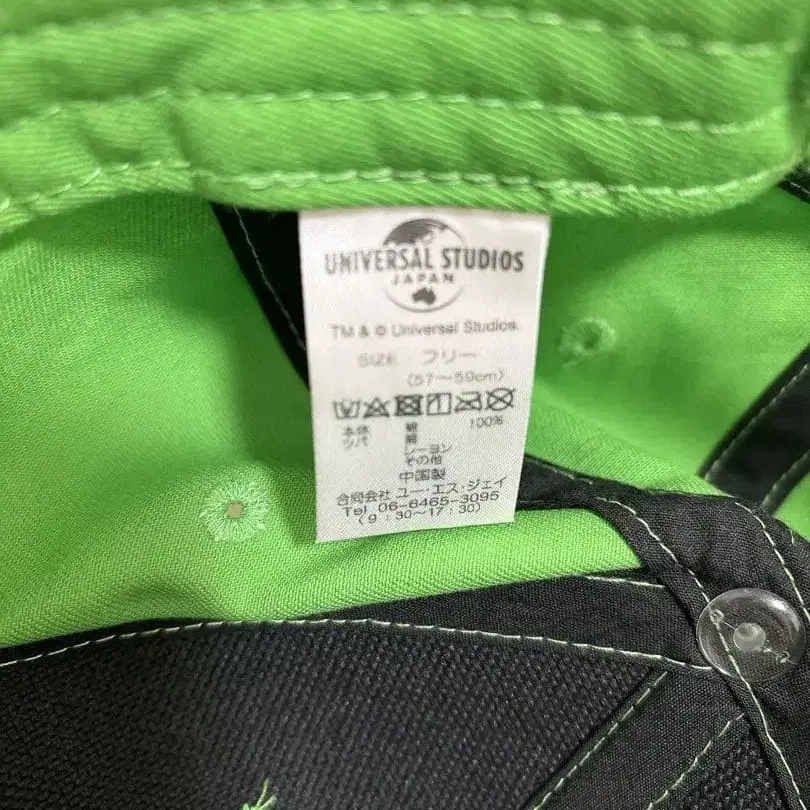 UNIVERSAL STUDIOS
JAPAN
TM & © Universal Studios.
SIZE フリー
(57～59cm)
本体 綿 100%
ツバ 綿
レーヨン
その他
中国製
合同会社 ユー・エス・ジェイ
Tel 06-6465-3095
(9:30～17:30)